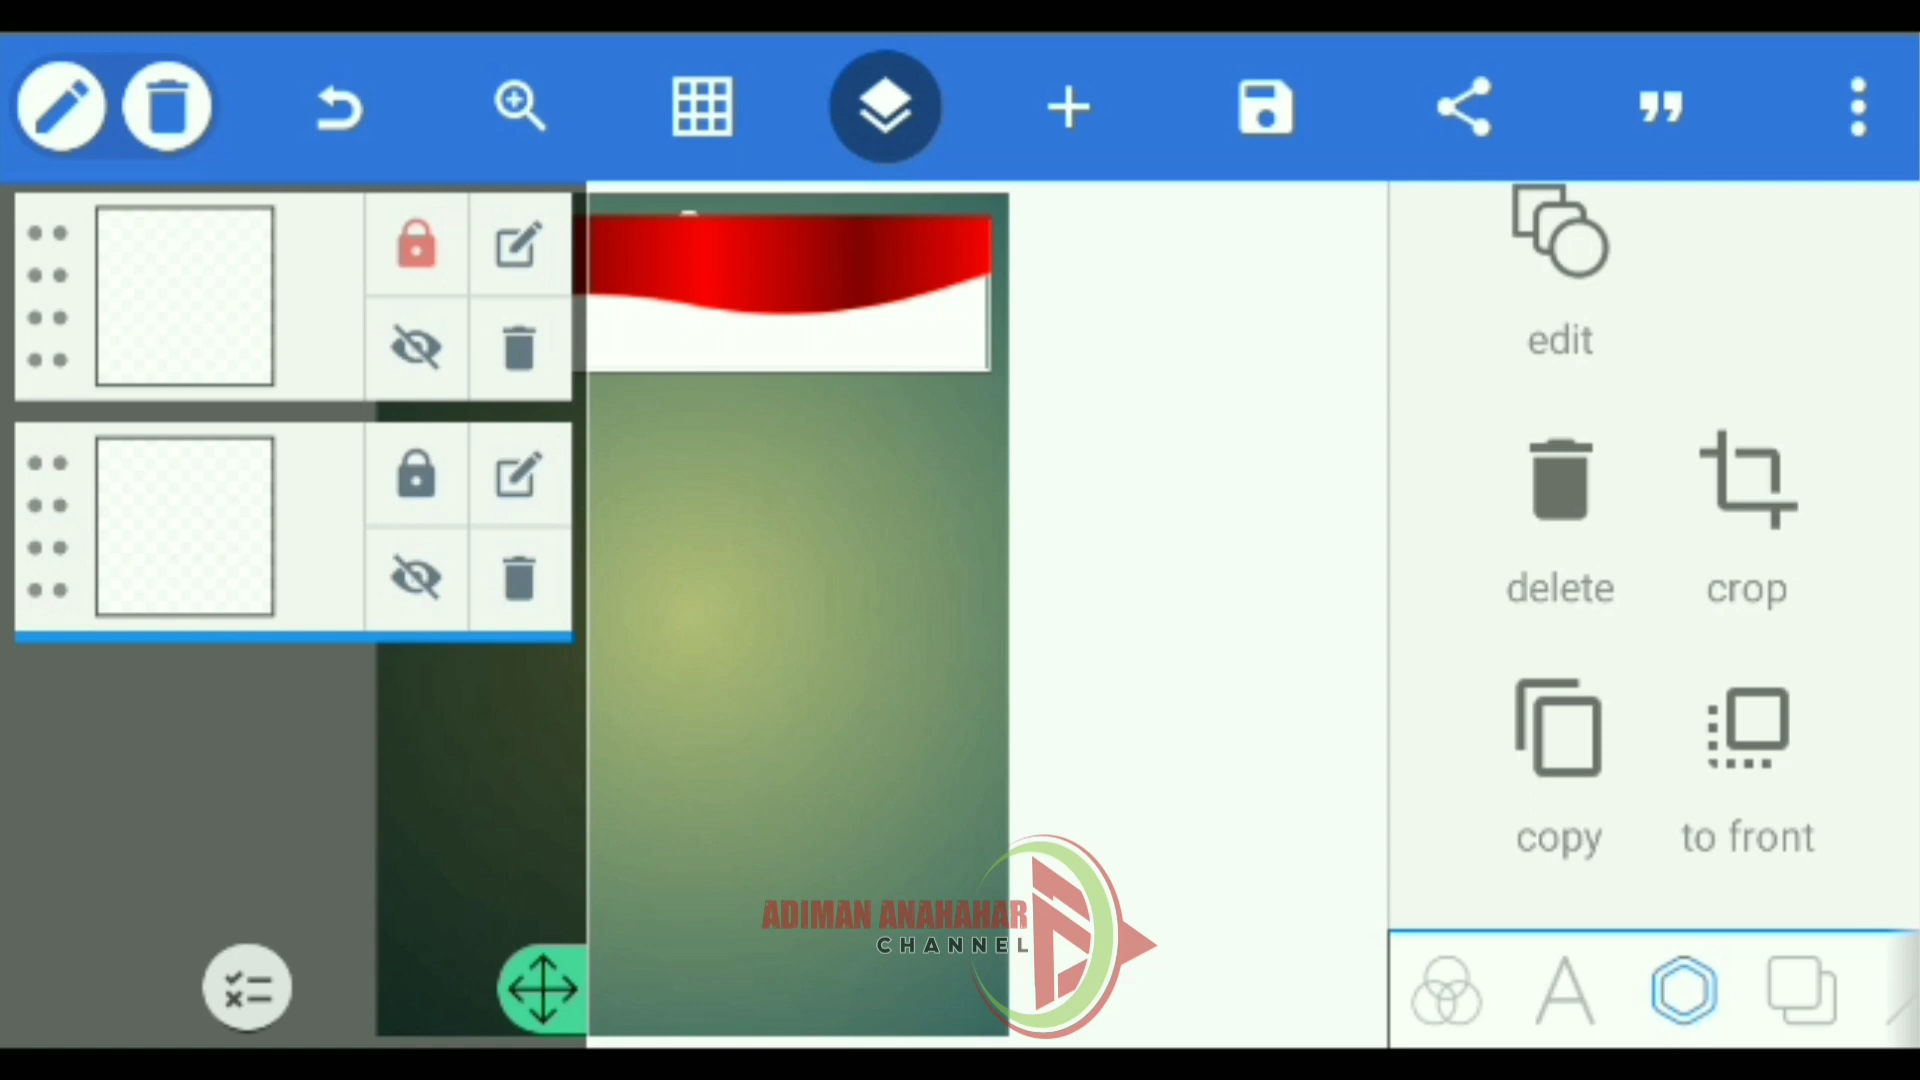 edit
delete
crop
copy
to front
ADIMAN ANAHAHAR
CHANNEL